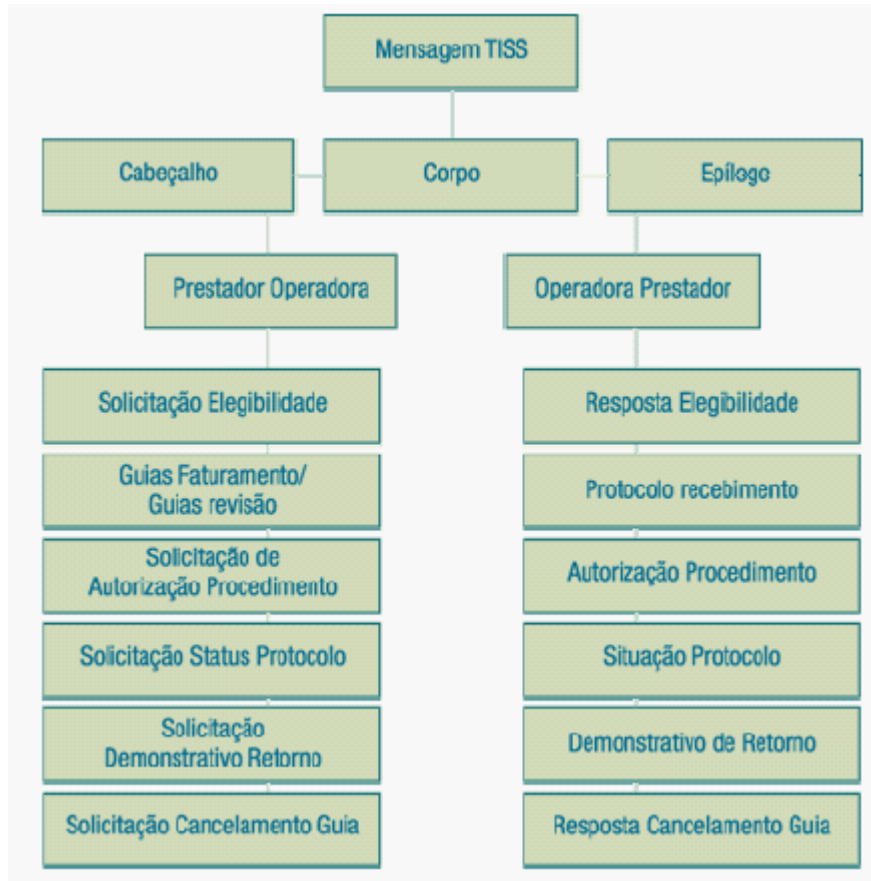 Mensagem TISS
Cabeçalho
Corpo
Epílogo
Prestador Operadora
Operadora Prestador
Solicitação Elegibilidade
Resposta Elegibilidade
Guias Faturamento/
Guias revisão
Protocolo recebimento
Solicitação de
Autorização Procedimento
Autorização Procedimento
Solicitação Status Protocolo
Situação Protocolo
Solicitação
Demonstrativo Retorno
Demonstrativo de Retorno
Solicitação Cancelamento Guia
Resposta Cancelamento Guia